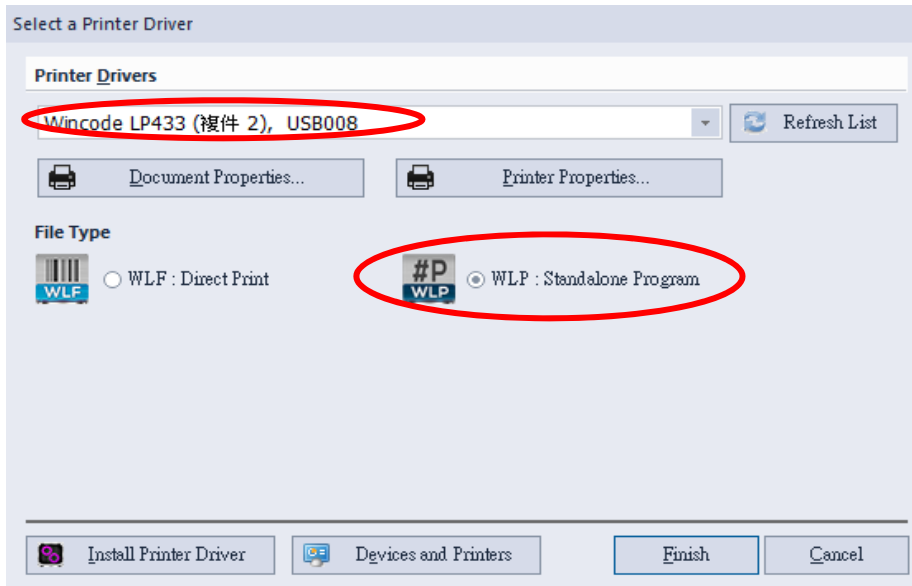 Select a Printer Driver
Printer Drivers
Wincode LP433 (複件 2), USB008
Refresh List
Document Properties...
Printer Properties...
File Type
WLF
WLF : Direct Print
#P
WLP
WLP : Standalone Program
Install Printer Driver
Devices and Printers
Finish
Cancel